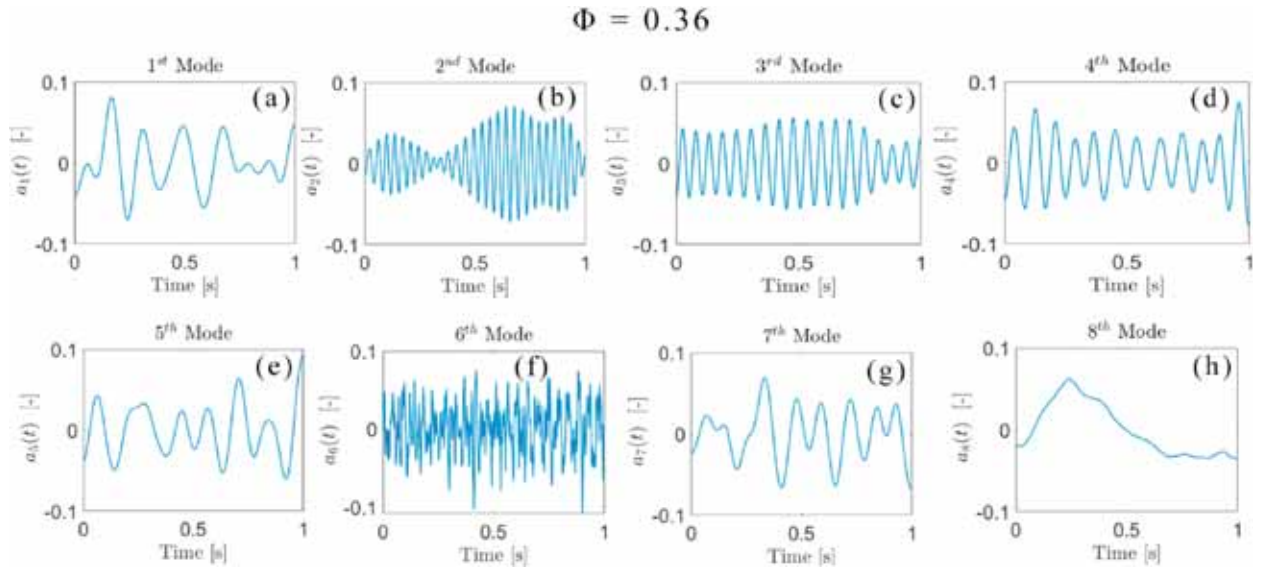 Φ = 0.36
1st Mode
2nd Mode
3rd Mode
4th Mode
(a)
(b)
(c)
(d)
a1(t) [-]
a2(t) [-]
a3(t) [-]
a4(t) [-]
0.1
0
-0.1
0.1
0
-0.1
0.1
0
-0.1
0.1
0
-0.1
0 0.5 1
0 0.5 1
0 0.5 1
0 0.5 1
Time [s]
Time [s]
Time [s]
Time [s]
5th Mode
6th Mode
7th Mode
8th Mode
(e)
(f)
(g)
(h)
a5(t) [-]
a6(t) [-]
a7(t) [-]
a8(t) [-]
0.1
0
-0.1
0.1
0
-0.1
0.1
0
-0.1
0.1
0
-0.1
0 0.5 1
0 0.5 1
0 0.5 1
0 0.5 1
Time [s]
Time [s]
Time [s]
Time [s]